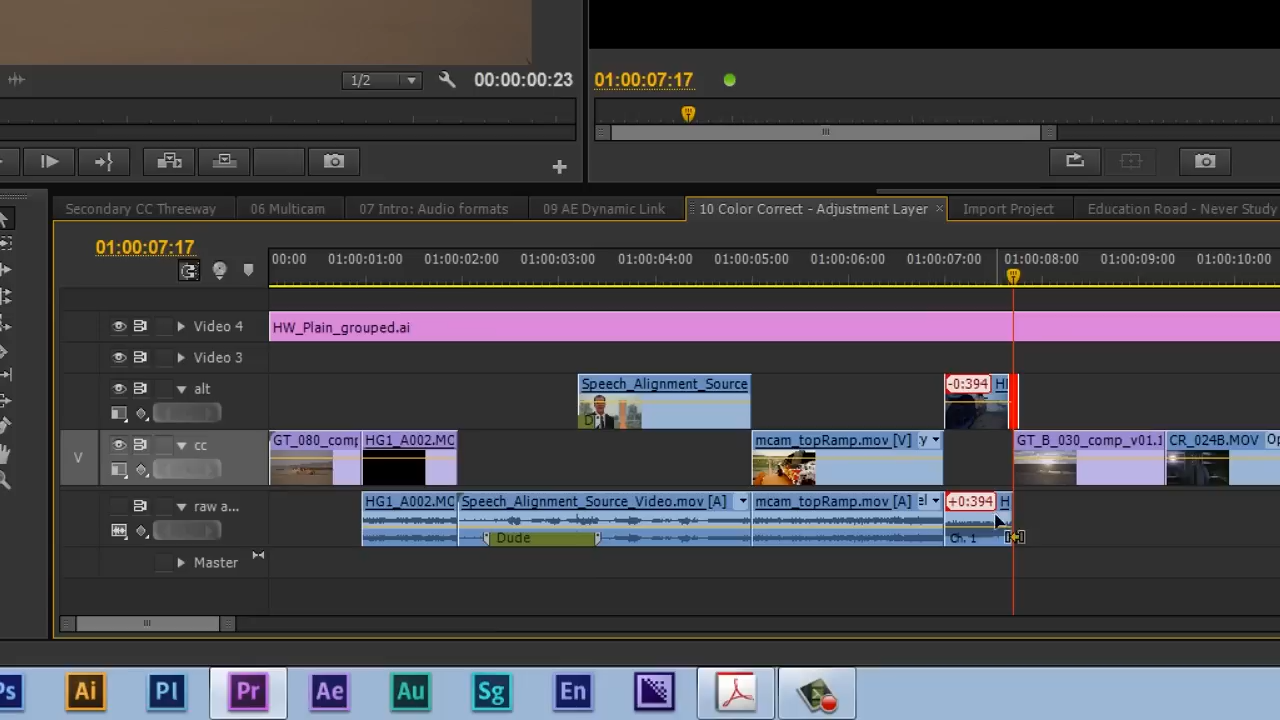 1/2
00:00:00:23
01:00:07:17
Secondary CC Threeway
06 Multicam
07 Intro: Audio formats
09 AE Dynamic Link
10 Color Correct - Adjustment Layer
Import Project
Education Road - Never Study
01:00:07:17
00:00
01:00:01:00
01:00:02:00
01:00:03:00
01:00:04:00
01:00:05:00
01:00:06:00
01:00:07:00
01:00:08:00
01:00:09:00
01:00:10:00
Video 4
HW_Plain_grouped.ai
Video 3
alt
Speech_Alignment_Source
-0:394
V
cc
GT_080_comp
HG1_A002.MC
mcam_topRamp.mov [V]
y
GT_B_030_comp_v01.1
CR_024B.MOV
Op
raw a...
HG1_A002.MC
Speech_Alignment_Source_Video.mov [A]
mcam_topRamp.mov [A]
el
+0:394
H
Dude
Ch. 1
Master
Ps
Ai
Pl
Pr
Ae
Au
Sg
En